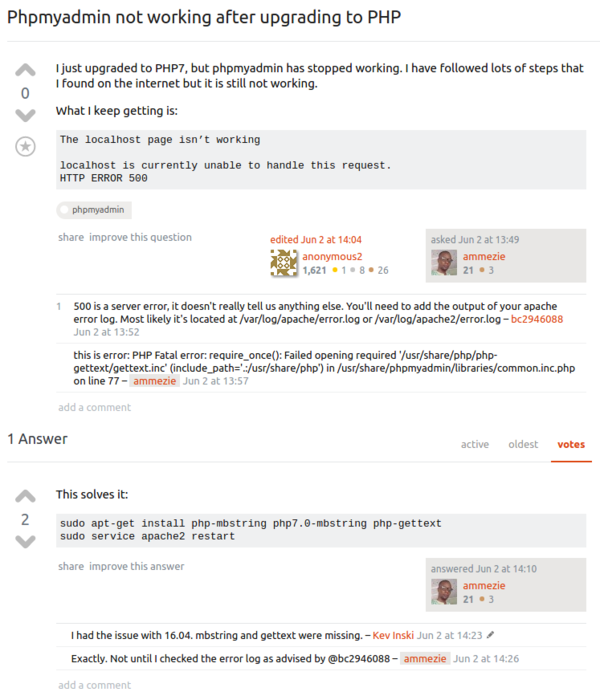 Phpmyadmin not working after upgrading to PHP
I just upgraded to PHP7, but phpmyadmin has stopped working. I have followed lots of steps that
I found on the internet but it is still not working.
0
What I keep getting is:
The localhost page isn’t working
localhost is currently unable to handle this request.
HTTP ERROR 500
phpmyadmin
share improve this question
edited Jun 2 at 14:04
anonymous2
1,621 1 8 26
asked Jun 2 at 13:49
ammezie
21 3
1 500 is a server error, it doesn't really tell us anything else. You'll need to add the output of your apache
error log. Most likely it's located at /var/log/apache/error.log or /var/log/apache2/error.log – bc2946088
Jun 2 at 13:52
this is error: PHP Fatal error: require_once(): Failed opening required '/usr/share/php/php-
gettext/gettext.inc' (include_path='.:/usr/share/php') in /usr/share/phpmyadmin/libraries/common.inc.php
on line 77 – ammezie Jun 2 at 13:57
add a comment
1 Answer
active oldest votes
This solves it:
2
sudo apt-get install php-mbstring php7.0-mbstring php-gettext
sudo service apache2 restart
share improve this answer
answered Jun 2 at 14:10
ammezie
21 3
I had the issue with 16.04. mbstring and gettext were missing. – Kev Inski Jun 2 at 14:23
Exactly. Not until I checked the error log as advised by @bc2946088 – ammezie Jun 2 at 14:26
add a comment